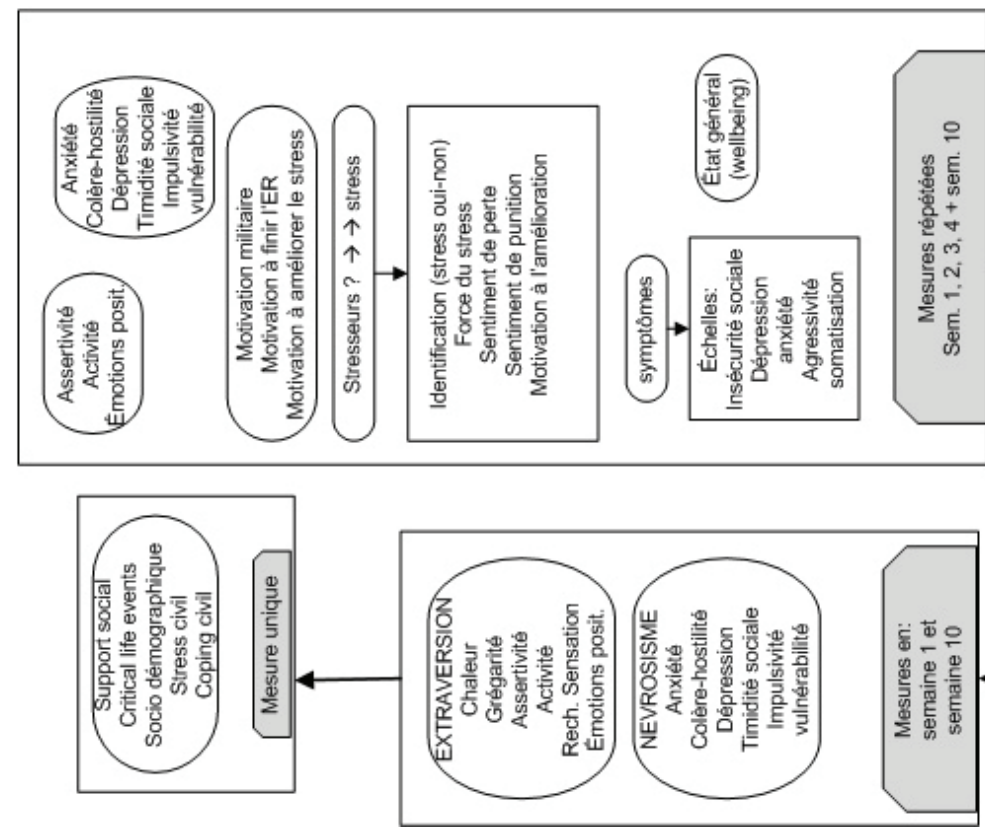 Support social
Critical life events
Socio démographique
Stress civil
Coping civil
Mesure unique
EXTRAVERSION
Chaleur
Grégarité
Assertivité
Activité
Rech. Sensation
Émotions posit.
NEVROSISME
Anxiété
Colère-hostilité
Dépression
Timidité sociale
Impulsivité
vulnérabilité
Mesures en:
semaine 1 et
semaine 10
Assertivité
Activité
Émotions posit.
Anxiété
Colère-hostilité
Dépression
Timidité sociale
Impulsivité
vulnérabilité
Motivation militaire
Motivation à finir l'ER
Motivation à améliorer le stress
Stresseurs ? → → stress
Identification (stress oui-non)
Force du stress
Sentiment de perte
Sentiment de punition
Motivation à l'amélioration
symptômes
Échelles:
Insécurité sociale
Dépression
anxiété
Agressivité
somatisation
État général
(wellbeing)
Mesures répétées
Sem. 1, 2, 3, 4 + sem. 10